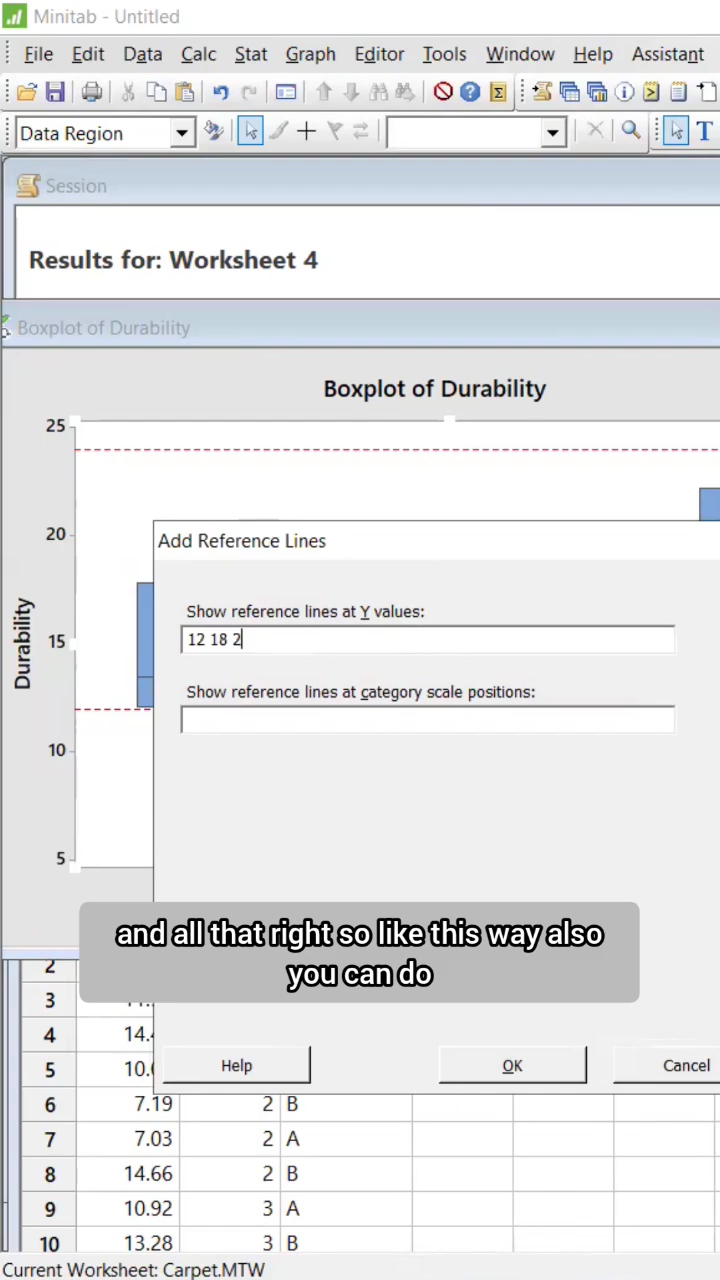 Minitab - Untitled
File Edit Data Calc Stat Graph Editor Tools Window Help Assistant
Data Region
Session
Results for: Worksheet 4
Boxplot of Durability
Boxplot of Durability
25
20
15
10
5
Durability
Add Reference Lines
Show reference lines at Y values:
12 18 2
Show reference lines at category scale positions:
and all that right so like this way also
you can do
Help OK Cancel
2
3
4 14.
5 10.
6 7.19 2 B
7 7.03 2 A
8 14.66 2 B
9 10.92 3 A
10 13.28 3 B
Current Worksheet: Carpet.MTW